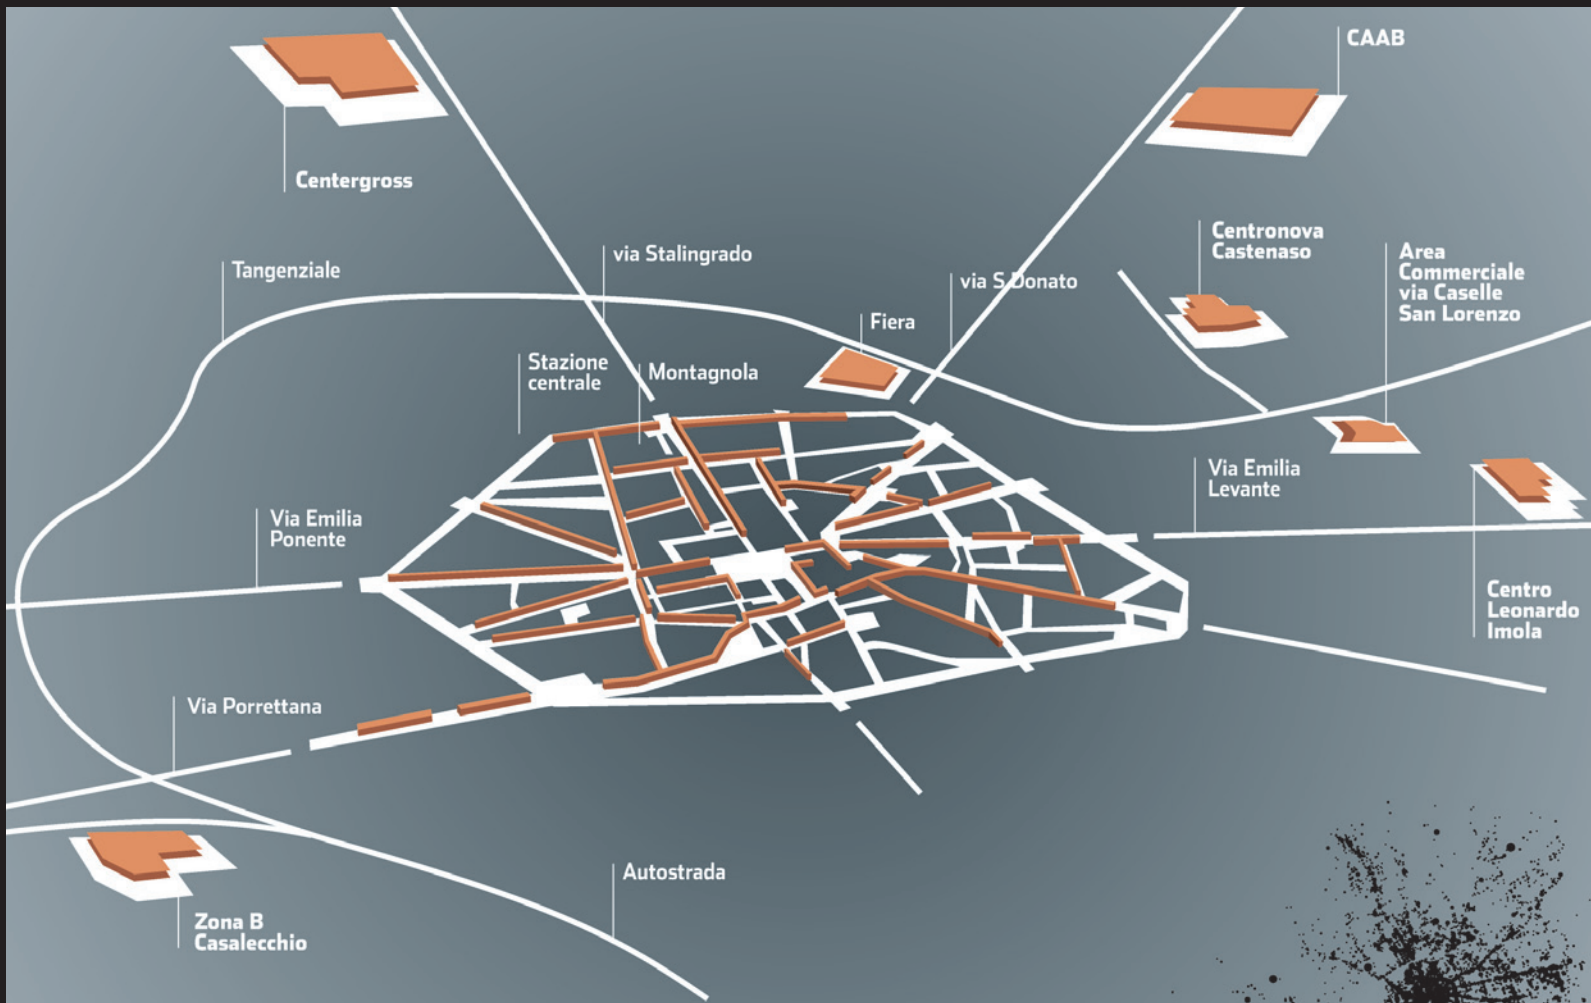 CAAB
Centergross
Centronova
Castenaso
Area
Commerciale
via Caselle
San Lorenzo
via Stalingrado
Tangenziale
via S.Donato
Fiera
Stazione
centrale
Montagnola
Via Emilia
Levante
Via Emilia
Ponente
Centro
Leonardo
Imola
Via Porrettana
Autostrada
Zona B
Casalecchio